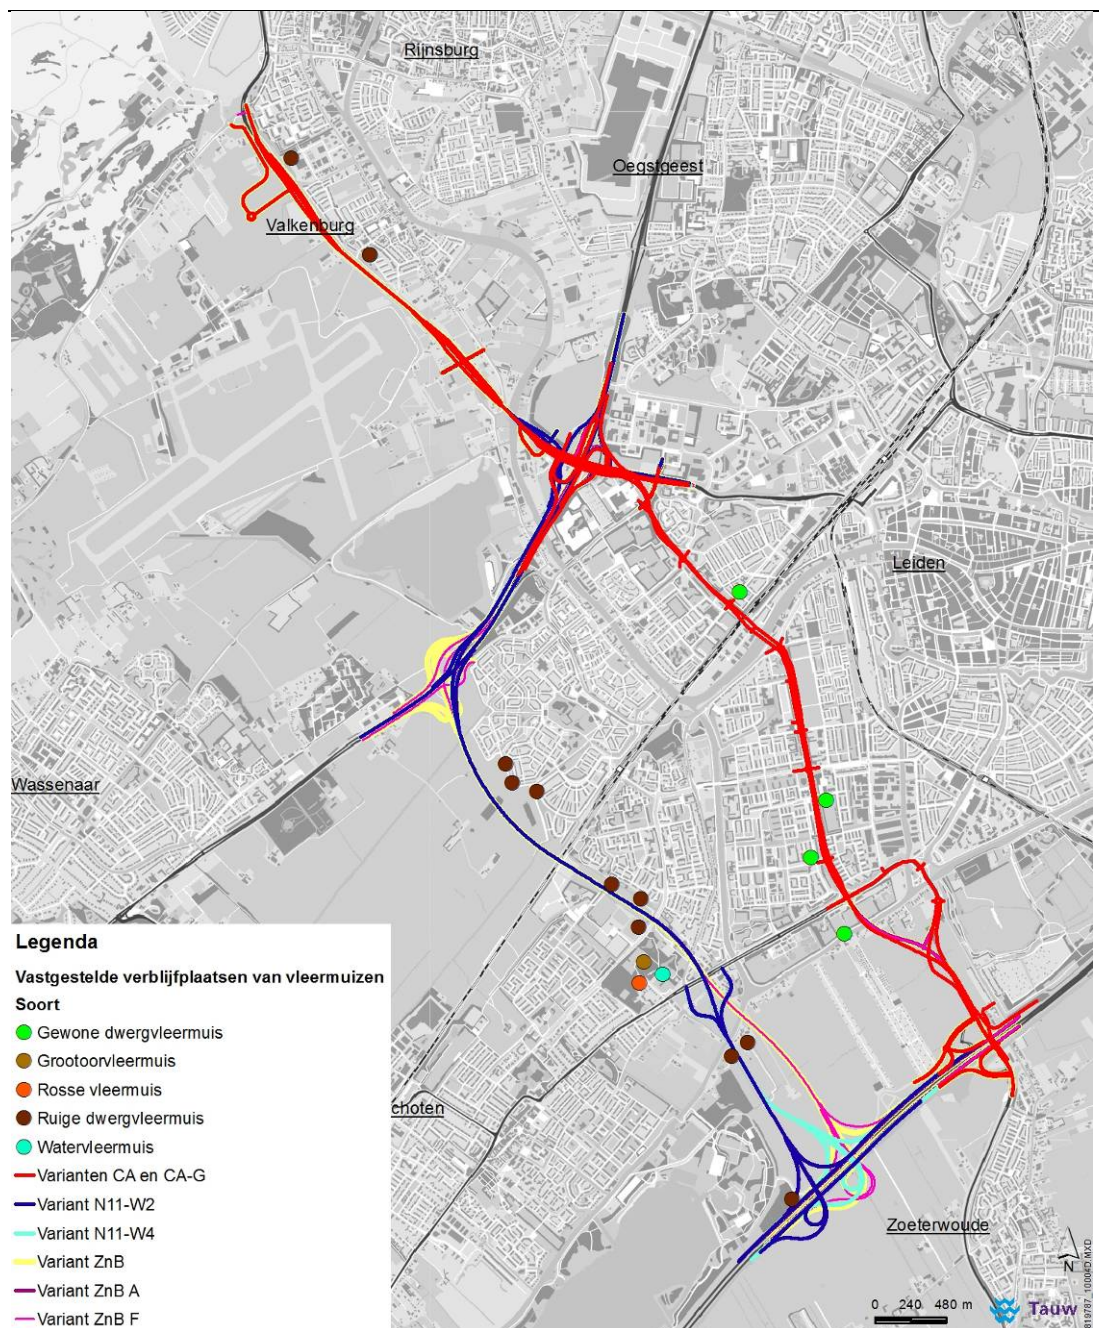 Rijnsburg
Oegstgeest
Valkenburg
Leiden
Wassenaar
choten
Zoeterwoude
Legenda
Vastgestelde verblijfplaatsen van vleermuizen
Soort
Gewone dwergvleermuis
Grootoorvleermuis
Rosse vleermuis
Ruige dwergvleermuis
Watervleermuis
Varianten CA en CA-G
Variant N11-W2
Variant N11-W4
Variant ZnB
Variant ZnB A
Variant ZnB F
N
0 240 480 m
Tauw
819787_10004D.MXD